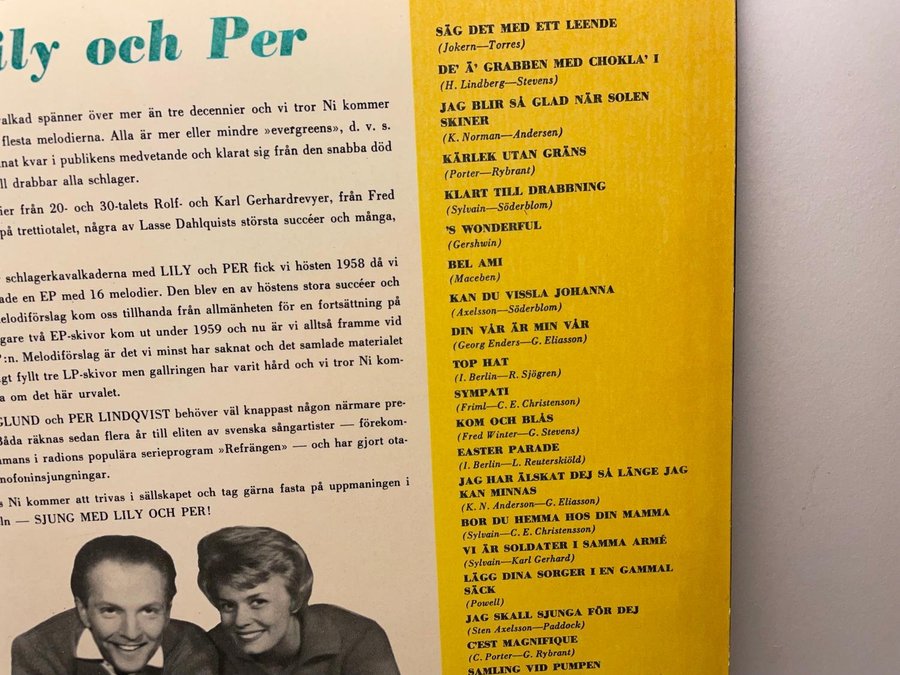 ily och Per
alkad spänner över mer än tre decennier och vi tror Ni kommer
flesta melodierna. Alla är mer eller mindre »evergreens», d. v. s.
nat kvar i publikens medvetande och klarat sig från den snabba död
ll drabbar alla schlager.
ier från 20- och 30-talets Rolf- och Karl Gerhardrevyer, från Fred
på trettiotalet, några av Lasse Dahlquists största succéer och många,
schlagerkavalkaderna med LILY och PER fick vi hösten 1958 då vi
ade en EP med 16 melodier. Den blev en av höstens stora succéer och
elodiförslag kom oss tillhanda från allmänheten för en fortsättning på
gare två EP-skivor kom ut under 1959 och nu är vi alltså framme vid
P:n. Melodiförslag är det vi minst har saknat och det samlade materialet
gt fyllt tre LP-skivor men gallringen har varit hård och vi tror Ni kom-
a om det här urvalet.
GLUND och PER LINDQVIST behöver väl knappast någon närmare pre-
Båda räknas sedan flera år till eliten av svenska sångartister — förekom-
mans i radions populära serieprogram »Refrängen» — och har gjort ota-
mofoninsjungningar.
s Ni kommer att trivas i sällskapet och tag gärna fasta på uppmaningen i
eln — SJUNG MED LILY OCH PER!
SÄG DET MED ETT LEENDE
(Jokern—Torres)
DE' Ä' GRABBEN MED CHOKLA' I
(H. Lindberg—Stevens)
JAG BLIR SÅ GLAD NÄR SOLEN
SKINER
(K. Norman—Andersen)
KÄRLEK UTAN GRÄNS
(Porter—Rybrant)
KLART TILL DRABBNING
(Sylvain—Söderblom)
'S WONDERFUL
(Gershwin)
BEL AMI
(Maceben)
KAN DU VISSLA JOHANNA
(Axelsson—Söderblom)
DIN VÅR ÄR MIN VÅR
(Georg Enders—G. Eliasson)
TOP HAT
(I. Berlin—R. Sjögren)
SYMPATI
(Friml—C. E. Christenson)
KOM OCH BLÅS
(Fred Winter—G. Stevens)
EASTER PARADE
(I. Berlin—L. Reuterskiöld)
JAG HAR ÄLSKAT DEJ SÅ LÄNGE JAG
KAN MINNAS
(K. N. Anderson—G. Eliasson)
BOR DU HEMMA HOS DIN MAMMA
(Sylvain—C. E. Christensson)
VI ÄR SOLDATER I SAMMA ARMÉ
(Sylvain—Karl Gerhard)
LÄGG DINA SORGER I EN GAMMAL
SÄCK
(Powell)
JAG SKALL SJUNGA FÖR DEJ
(Sten Axelsson—Paddock)
C'EST MAGNIFIQUE
(C. Porter—G. Rybrant)
SAMLING VID PUMPEN